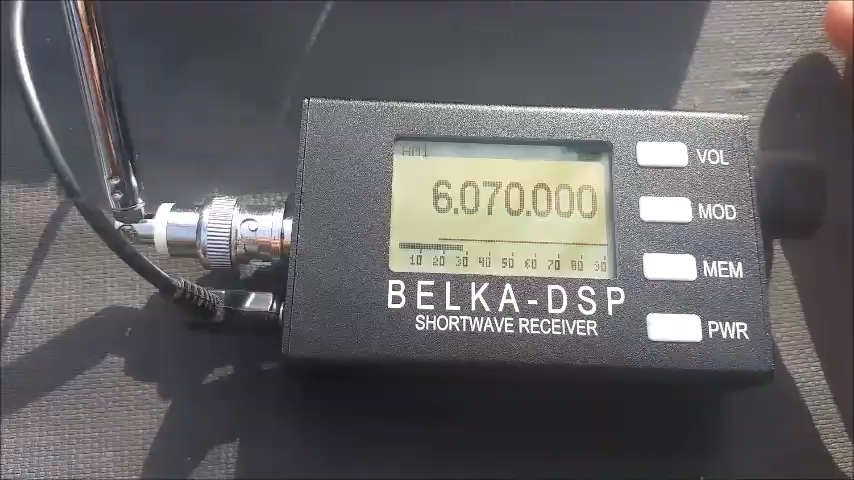 AM1
6.070.000
10 20 30 40 50 60 70 80 90
BELKA-DSP
SHORTWAVE RECEIVER
VOL
MOD
MEM
PWR